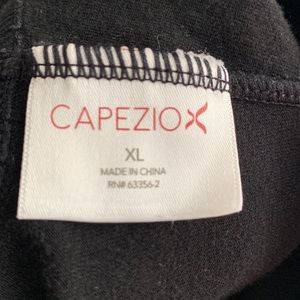 CAPEZIO
XL
MADE IN CHINA
RN# 63356-2